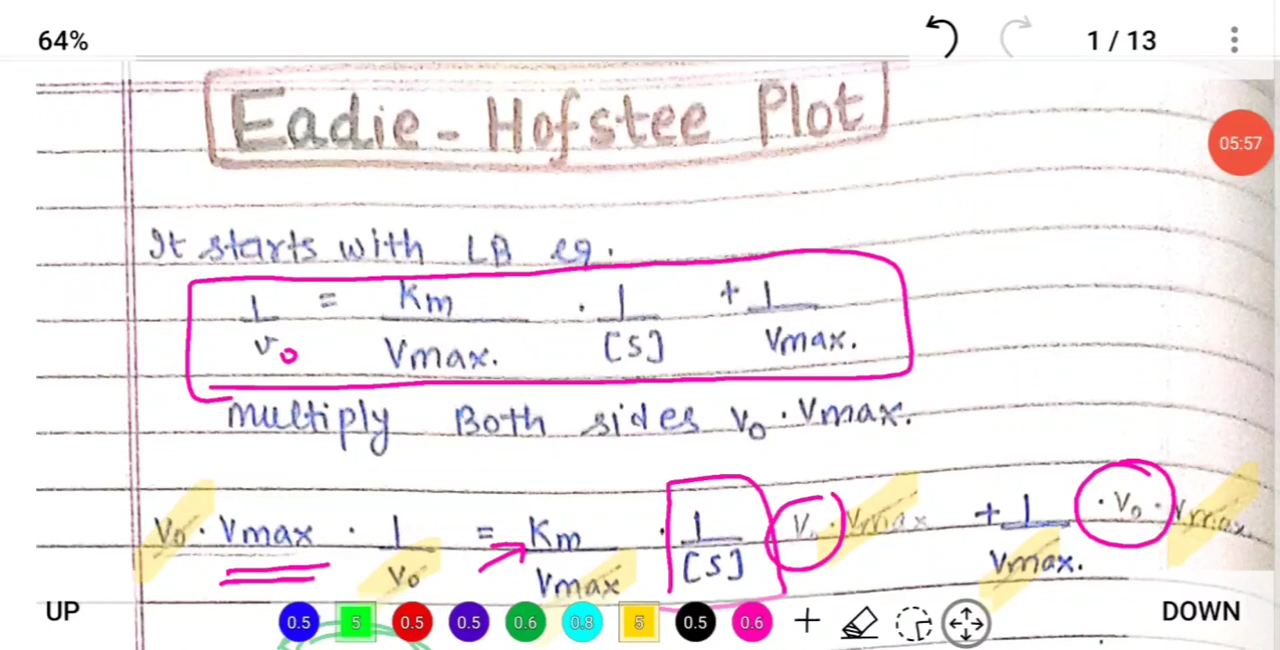 64%
1 / 13
Eadie - Hofstee Plot
05:57
It starts with LB eq.
1/v₀ = Km/Vmax. · 1/[S] + 1/Vmax.
multiply Both sides v₀ · Vmax.
V₀ · Vmax · 1/V₀ = Km/Vmax · 1/[S] V₀ · Vmax + 1/Vmax. · V₀ · Vmax
UP
0.5 5 0.5 0.5 0.6 0.8 5 0.5 0.6
DOWN